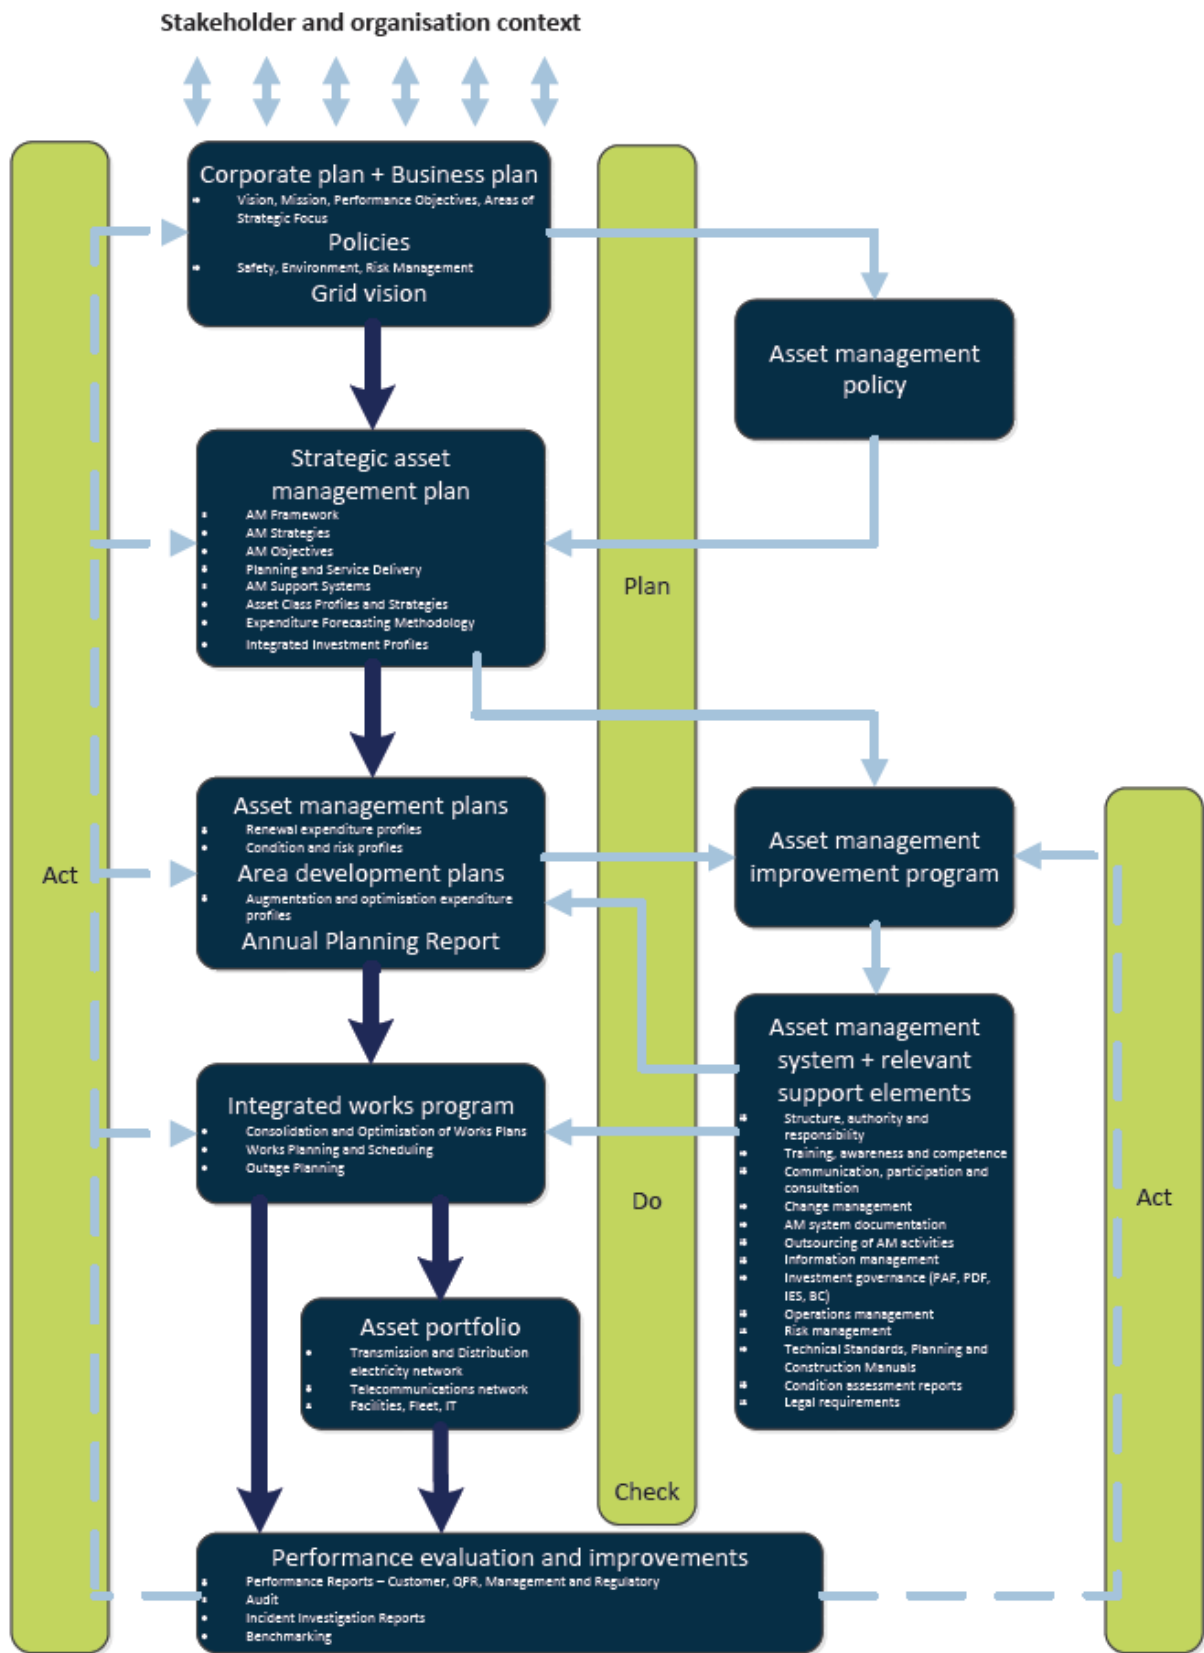 Stakeholder and organisation context
Corporate plan + Business plan
Vision, Mission, Performance Objectives, Areas of
Strategic Focus
Policies
Safety, Environment, Risk Management
Grid vision
Asset management
policy
Strategic asset
management plan
AM Framework
AM Strategies
AM Objectives
Planning and Service Delivery
AM Support Systems
Asset Class Profiles and Strategies
Expenditure Forecasting Methodology
Integrated Investment Profiles
Plan
Asset management plans
Renewal expenditure profiles
Condition and risk profiles
Area development plans
Augmentation and optimisation expenditure
profiles
Annual Planning Report
Asset management
improvement program
Act
Integrated works program
Consolidation and Optimisation of Works Plans
Works Planning and Scheduling
Outage Planning
Do
Asset management
system + relevant
support elements
Structure, authority and
responsibility
Training, awareness and competence
Communication, participation and
consultation
Change management
AM system documentation
Outsourcing of AM activities
Information management
Investment governance (PAF, PDF,
IES, BC)
Operations management
Risk management
Technical Standards, Planning and
Construction Manuals
Condition assessment reports
Legal requirements
Act
Asset portfolio
Transmission and Distribution
electricity network
Telecommunications network
Facilities, Fleet, IT
Check
Performance evaluation and improvements
Performance Reports – Customer, QPR, Management and Regulatory
Audit
Incident Investigation Reports
Benchmarking